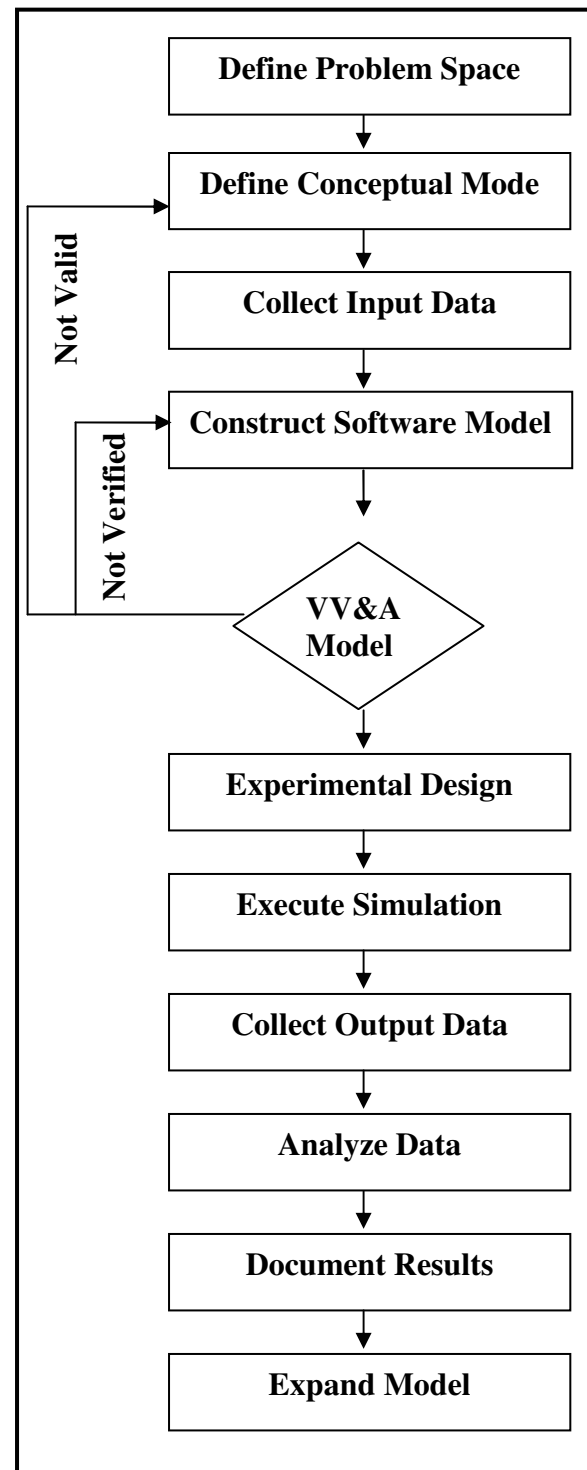 Define Problem Space
Define Conceptual Mode
Not Valid
Collect Input Data
Construct Software Model
Not Verified
VV&A
Model
Experimental Design
Execute Simulation
Collect Output Data
Analyze Data
Document Results
Expand Model